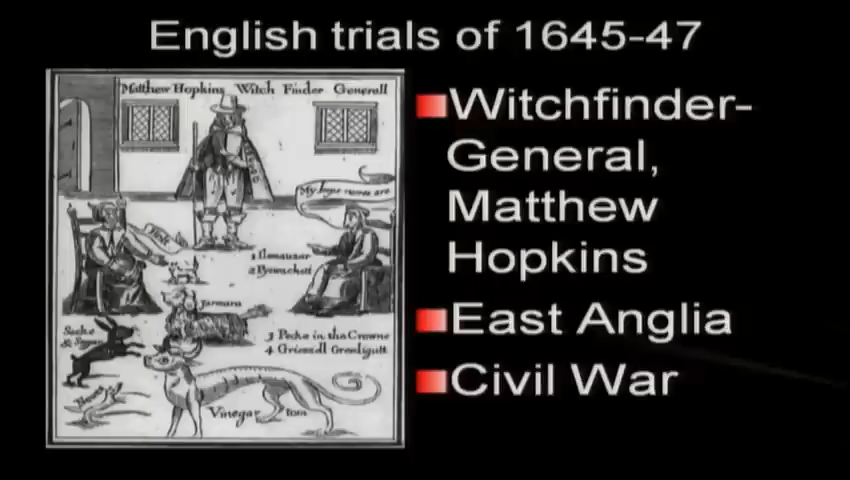 English trials of 1645-47
Matthew Hopkins Witch Finder Generall
My Impes names are
Holt
1 Ilemauzar
2 Pyewackett
Jarmara
Sacke & Sugar
3 Pecke in the Crowne
4 Griezzell Greedigutt
Newes
Vinegar tom
Witchfinder-
General,
Matthew
Hopkins
East Anglia
Civil War